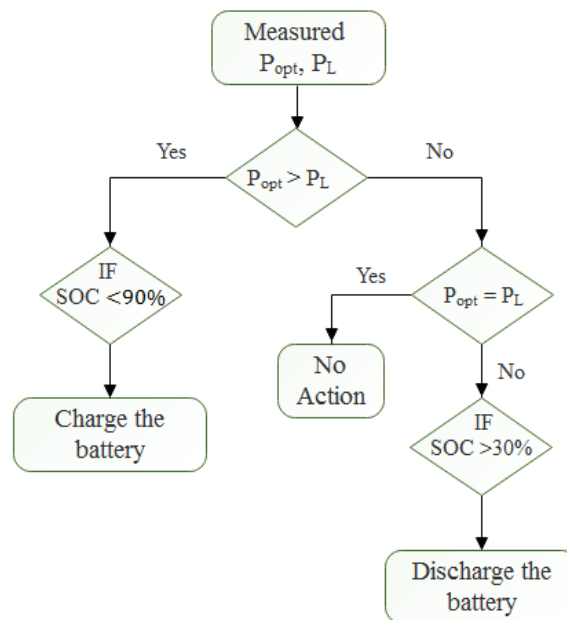 Measured
Popt, PL
Yes
No
Popt > PL
IF
SOC <90%
Yes
Popt = PL
No
Action
No
Charge the
battery
IF
SOC >30%
Discharge the
battery